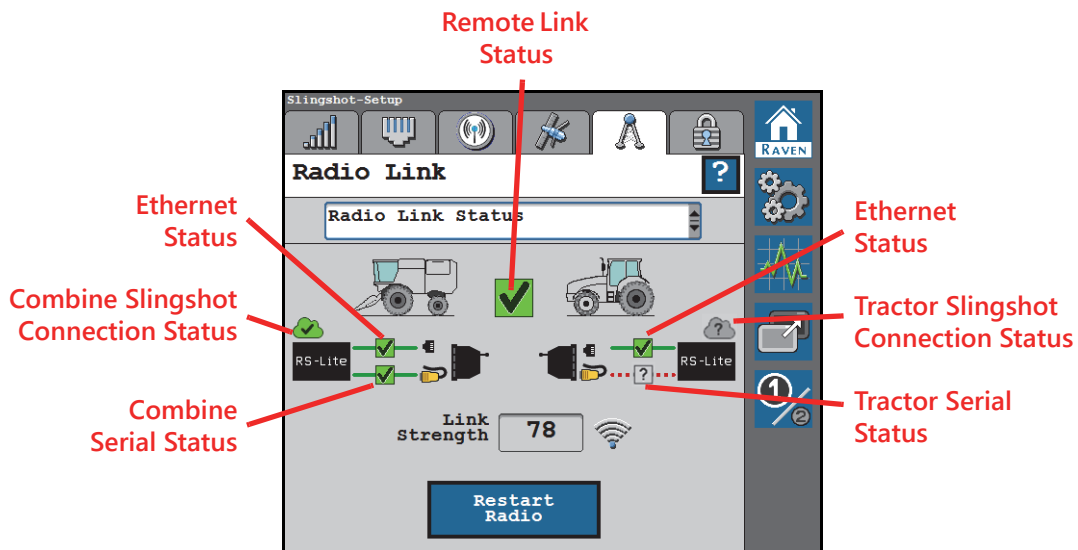 Remote Link
Status
Slingshot-Setup
RAVEN
Radio Link
?
Radio Link Status
Ethernet
Status
Ethernet
Status
Combine Slingshot
Connection Status
?
Tractor Slingshot
Connection Status
RS-Lite
RS-Lite
?
Combine
Serial Status
Tractor Serial
Status
1/2
Link
Strength
78
Restart
Radio